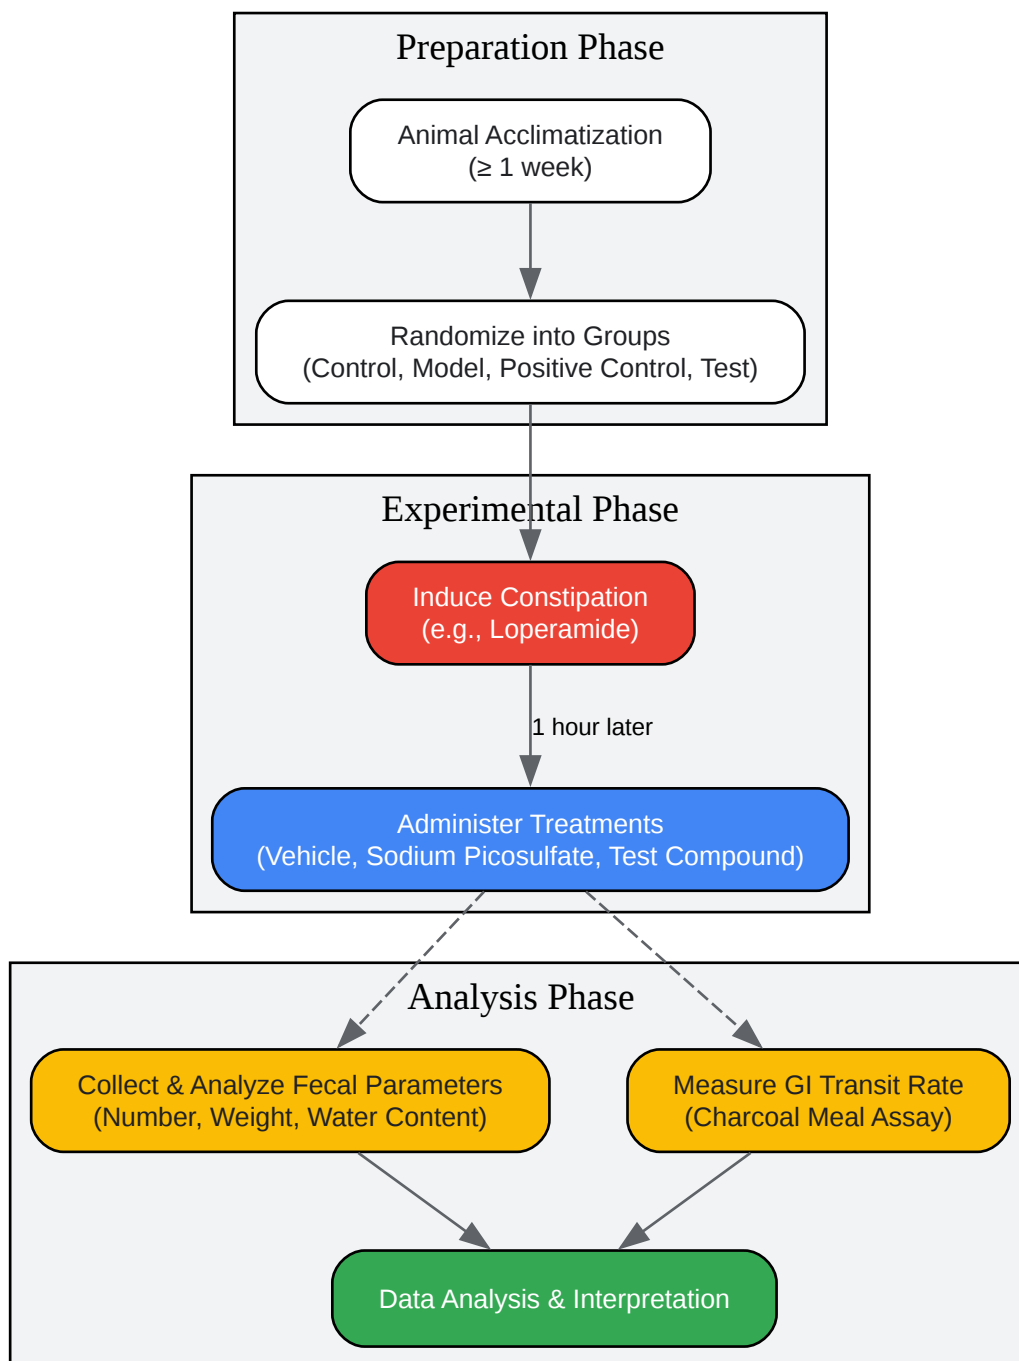 Preparation Phase
Animal Acclimatization
(≥ 1 week)
Randomize into Groups
(Control, Model, Positive Control, Test)
Experimental Phase
Induce Constipation
(e.g., Loperamide)
1 hour later
Administer Treatments
(Vehicle, Sodium Picosulfate, Test Compound)
Analysis Phase
Collect & Analyze Fecal Parameters
(Number, Weight, Water Content)
Measure GI Transit Rate
(Charcoal Meal Assay)
Data Analysis & Interpretation